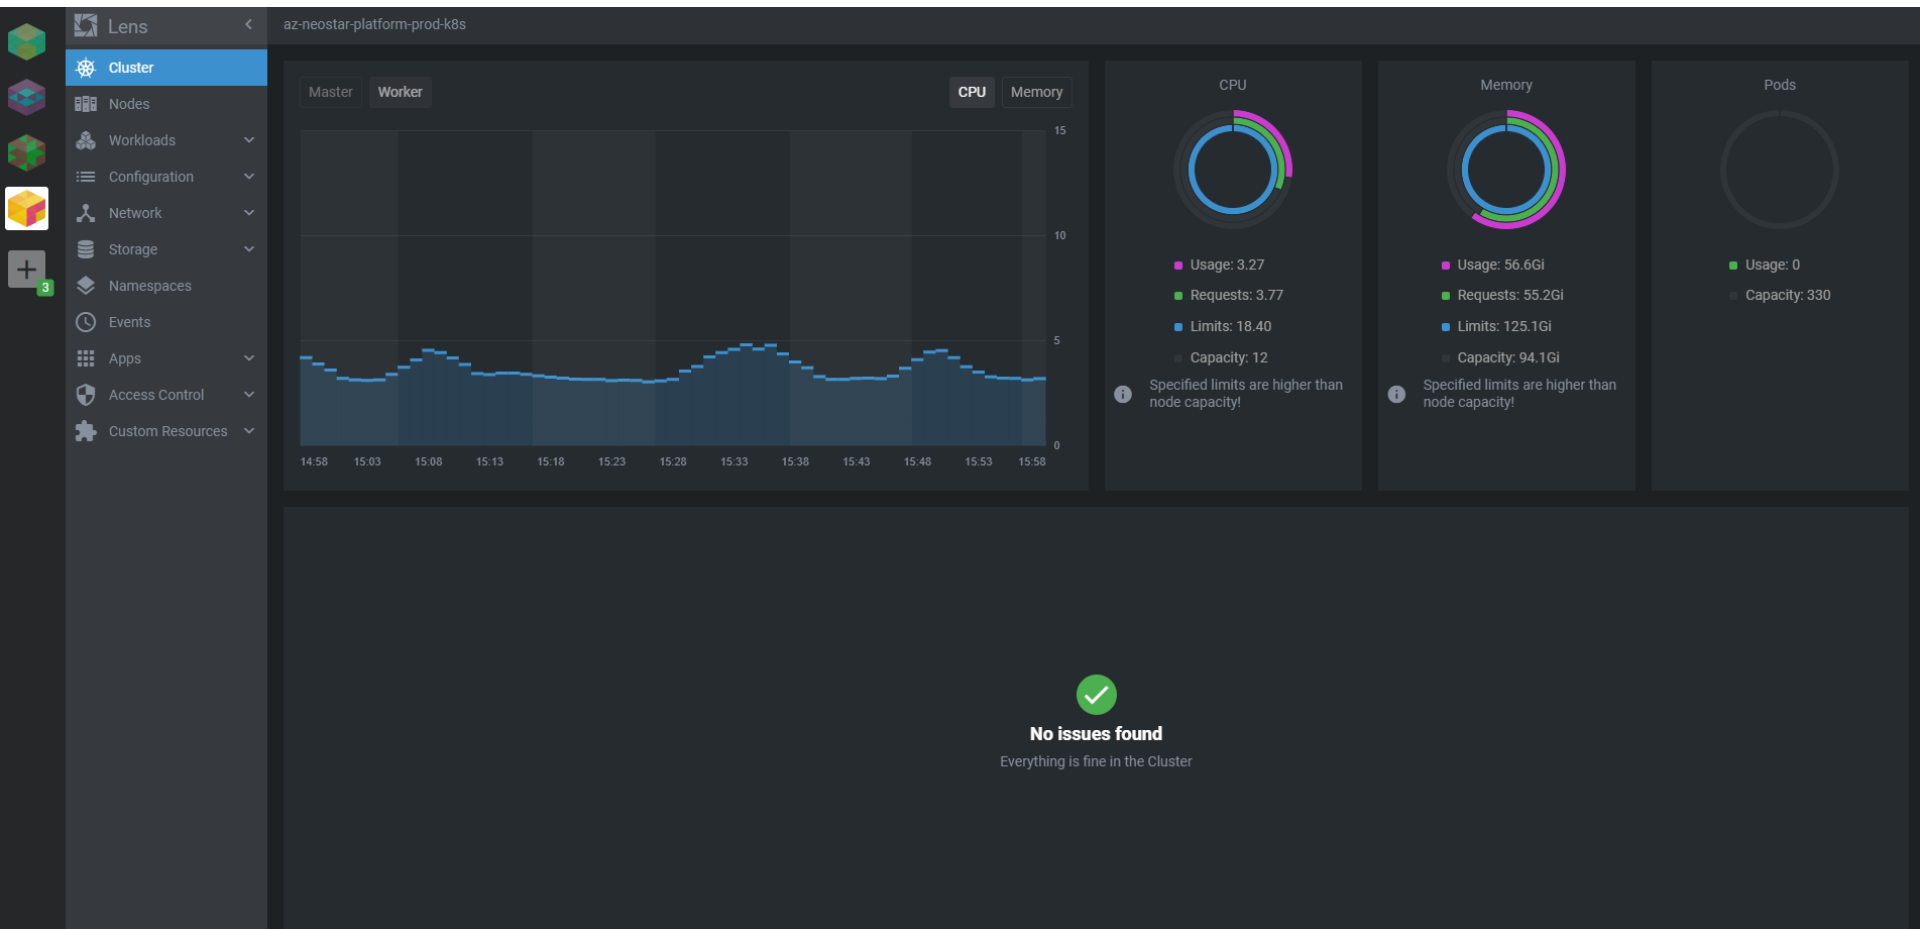 Lens
az-neostar-platform-prod-k8s
Cluster
Nodes
Workloads
Configuration
Network
Storage
3
Namespaces
Events
Apps
Access Control
Custom Resources
Master
Worker
CPU
Memory
15
10
5
0
14:58 15:03 15:08 15:13 15:18 15:23 15:28 15:33 15:38 15:43 15:48 15:53 15:58
CPU
Usage: 3.27
Requests: 3.77
Limits: 18.40
Capacity: 12
Specified limits are higher than
node capacity!
Memory
Usage: 56.6Gi
Requests: 55.2Gi
Limits: 125.1Gi
Capacity: 94.1Gi
Specified limits are higher than
node capacity!
Pods
Usage: 0
Capacity: 330
No issues found
Everything is fine in the Cluster